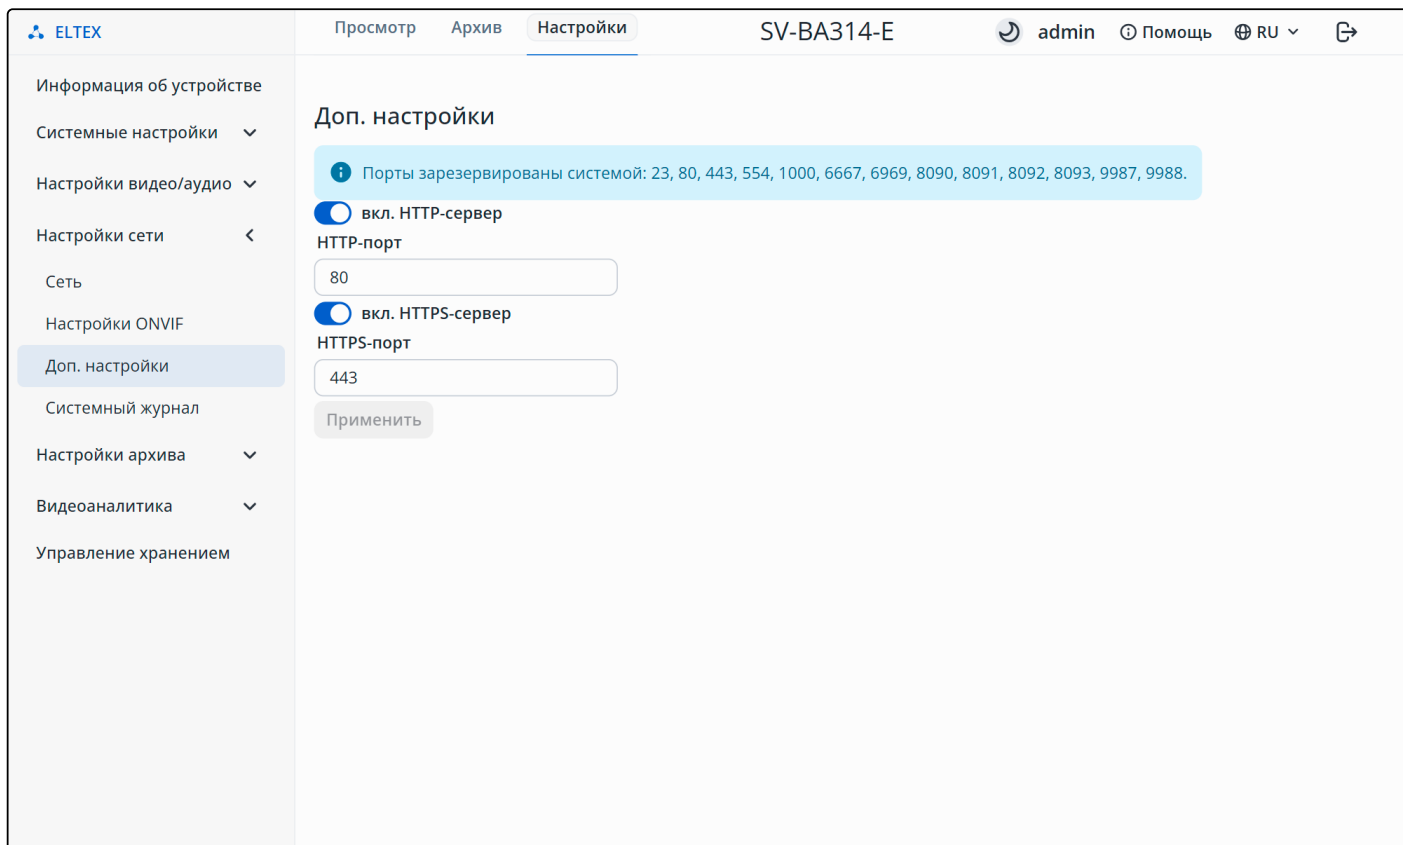 ELTEX
Просмотр
Архив
Настройки
SV-BA314-E
admin
Помощь
RU
Информация об устройстве
Системные настройки
Настройки видео/аудио
Настройки сети
Сеть
Настройки ONVIF
Доп. настройки
Системный журнал
Настройки архива
Видеоаналитика
Управление хранением
Доп. настройки
Порты зарезервированы системой: 23, 80, 443, 554, 1000, 6667, 6969, 8090, 8091, 8092, 8093, 9987, 9988.
вкл. HTTP-сервер
HTTP-порт
80
вкл. HTTPS-сервер
HTTPS-порт
443
Применить